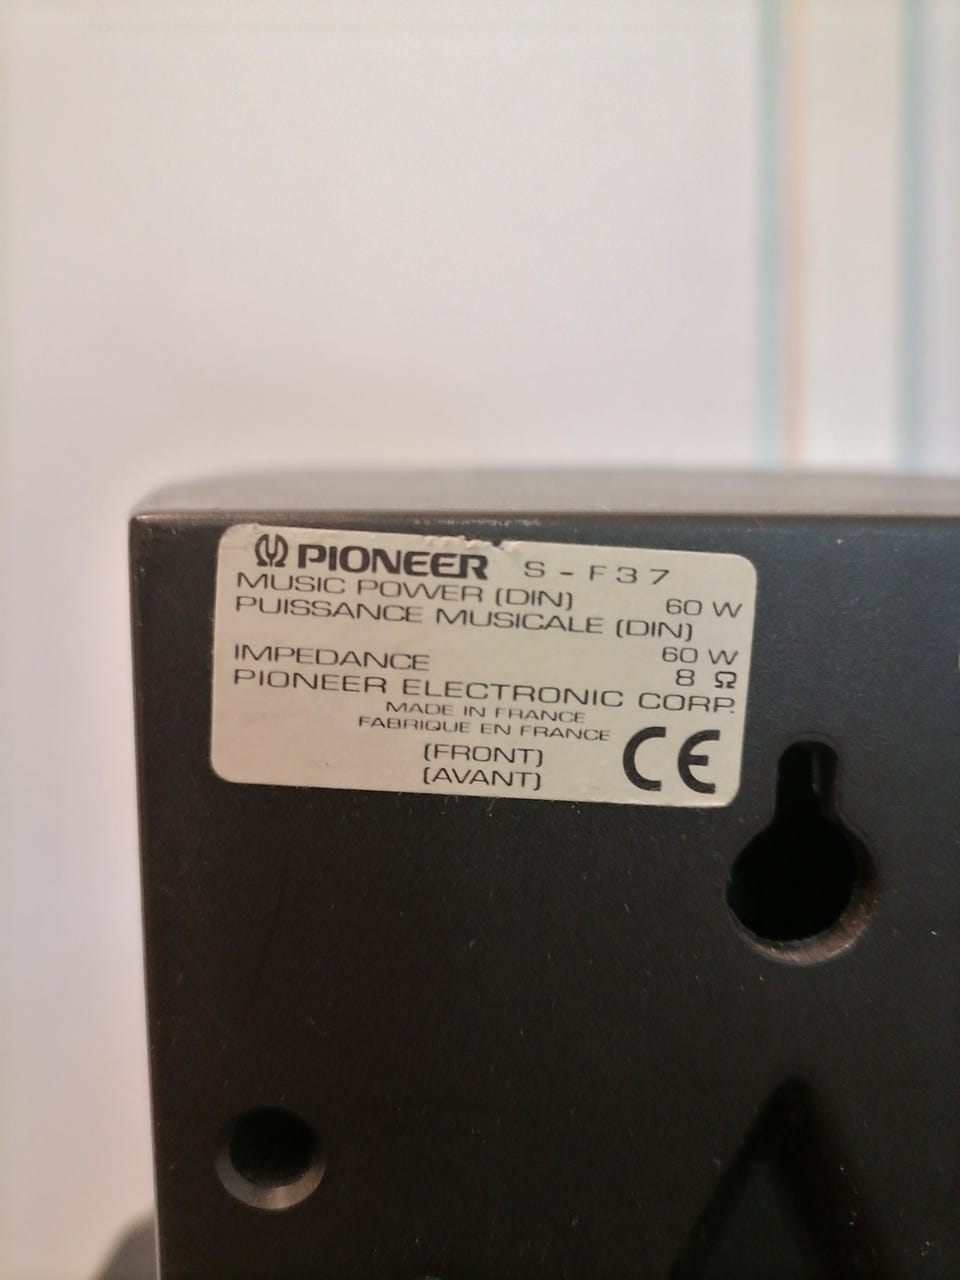 PIONEER S-F37
MUSIC POWER (DIN) 60 W
PUISSANCE MUSICALE (DIN)
60 W
IMPEDANCE 8 Ω
PIONEER ELECTRONIC CORP.
MADE IN FRANCE
FABRIQUE EN FRANCE
(FRONT)
(AVANT)
CE